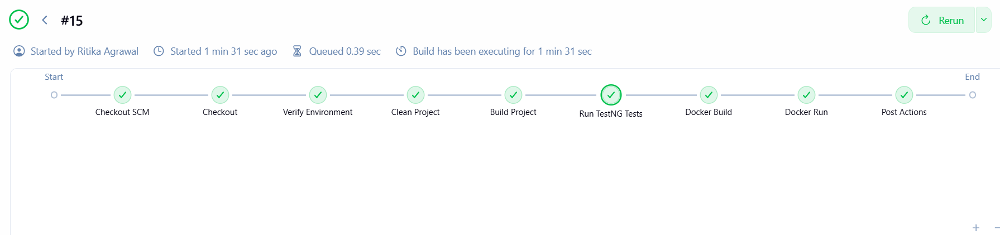 #15
Rerun
Started by Ritika Agrawal
Started 1 min 31 sec ago
Queued 0.39 sec
Build has been executing for 1 min 31 sec
Start
End
Checkout SCM
Checkout
Verify Environment
Clean Project
Build Project
Run TestNG Tests
Docker Build
Docker Run
Post Actions